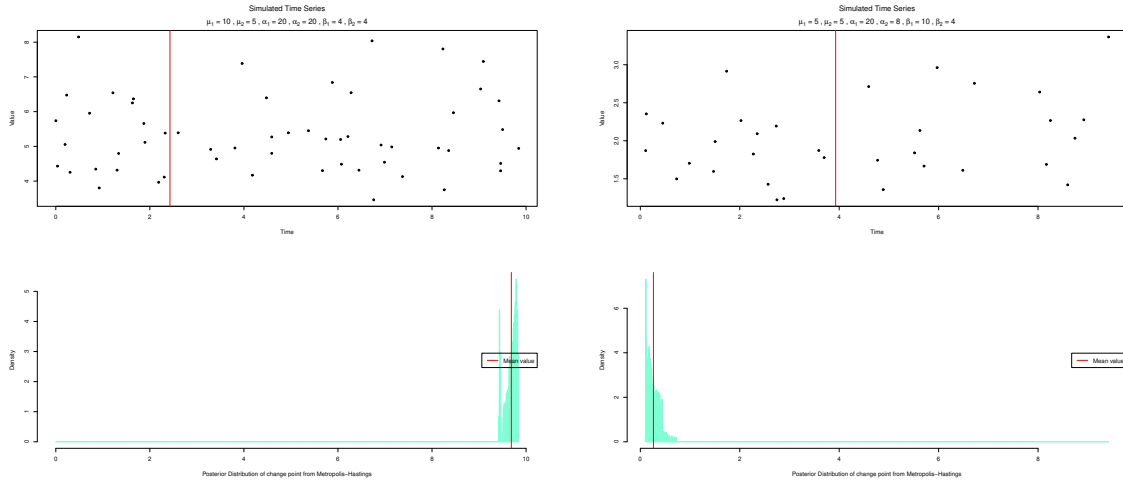 Simulated Time Series
μ1 = 10 , μ2 = 5 , α1 = 20 , α2 = 20 , β1 = 4 , β2 = 4
Value
8
7
6
5
4
0 2 4 6 8 10
Time
Simulated Time Series
μ1 = 5 , μ2 = 5 , α1 = 20 , α2 = 8 , β1 = 10 , β2 = 4
Value
3.0
2.5
2.0
1.5
0 2 4 6 8
Time
Density
5
4
3
2
1
0
Mean value
0 2 4 6 8 10
Posterior Distribution of change point from Metropolis−Hastings
Density
6
4
2
0
Mean value
0 2 4 6 8
Posterior Distribution of change point from Metropolis−Hastings